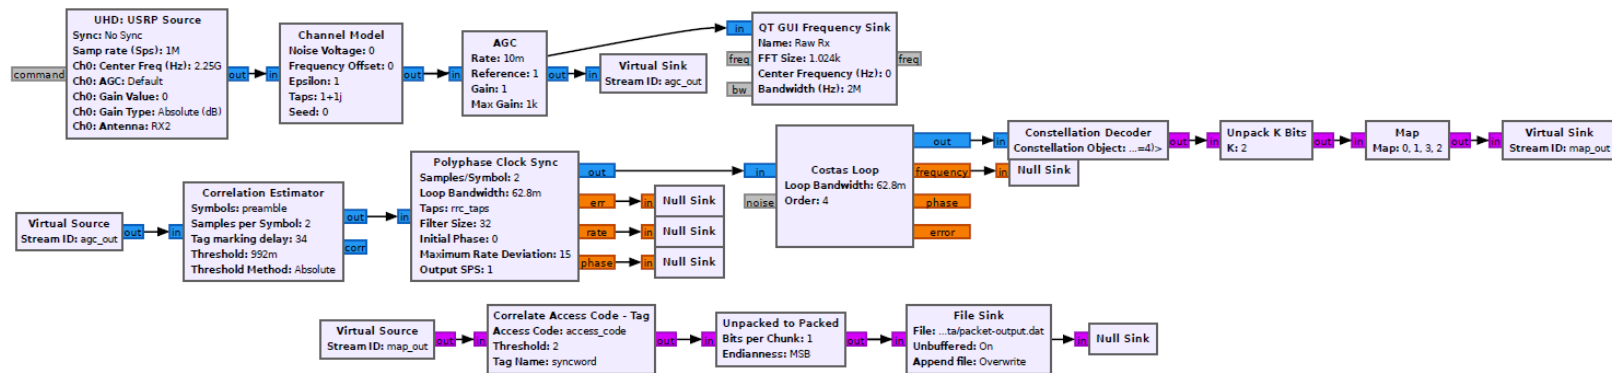 UHD: USRP Source
Sync: No Sync
Samp rate (Sps): 1M
Ch0: Center Freq (Hz): 2.25G
Ch0: AGC: Default
Ch0: Gain Value: 0
Ch0: Gain Type: Absolute (dB)
Ch0: Antenna: RX2
command
out
in
Channel Model
Noise Voltage: 0
Frequency Offset: 0
Epsilon: 1
Taps: 1+1j
Seed: 0
out
in
AGC
Rate: 10m
Reference: 1
Gain: 1
Max Gain: 1k
out
in
Virtual Sink
Stream ID: agc_out
in
freq
bw
QT GUI Frequency Sink
Name: Raw Rx
FFT Size: 1.024k
Center Frequency (Hz): 0
Bandwidth (Hz): 2M
freq
Virtual Source
Stream ID: agc_out
out
in
Correlation Estimator
Symbols: preamble
Samples per Symbol: 2
Tag marking delay: 34
Threshold: 992m
Threshold Method: Absolute
out
corr
in
Polyphase Clock Sync
Samples/Symbol: 2
Loop Bandwidth: 62.8m
Taps: rrc_taps
Filter Size: 32
Initial Phase: 0
Maximum Rate Deviation: 15
Output SPS: 1
out
err
rate
phase
in
Null Sink
in
Null Sink
in
Null Sink
in
noise
Costas Loop
Loop Bandwidth: 62.8m
Order: 4
out
frequency
phase
error
in
Constellation Decoder
Constellation Object: ...=4)>
out
in
Null Sink
in
Unpack K Bits
K: 2
out
in
Map
Map: 0, 1, 3, 2
out
in
Virtual Sink
Stream ID: map_out
Virtual Source
Stream ID: map_out
out
in
Correlate Access Code - Tag
Access Code: access_code
Threshold: 2
Tag Name: syncword
out
in
Unpacked to Packed
Bits per Chunk: 1
Endianness: MSB
out
in
File Sink
File: ...ta/packet-output.dat
Unbuffered: On
Append file: Overwrite
in
Null Sink